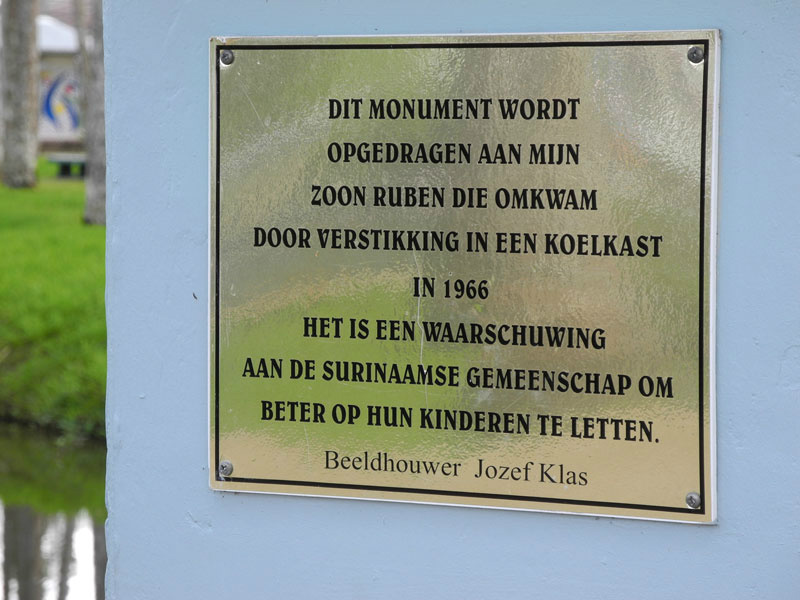 DIT MONUMENT WORDT
OPGEDRAGEN AAN MIJN
ZOON RUBEN DIE OMKWAM
DOOR VERSTIKKING IN EEN KOELKAST
IN 1966
HET IS EEN WAARSCHUWING
AAN DE SURINAAMSE GEMEENSCHAP OM
BETER OP HUN KINDEREN TE LETTEN.
Beeldhouwer Jozef Klas